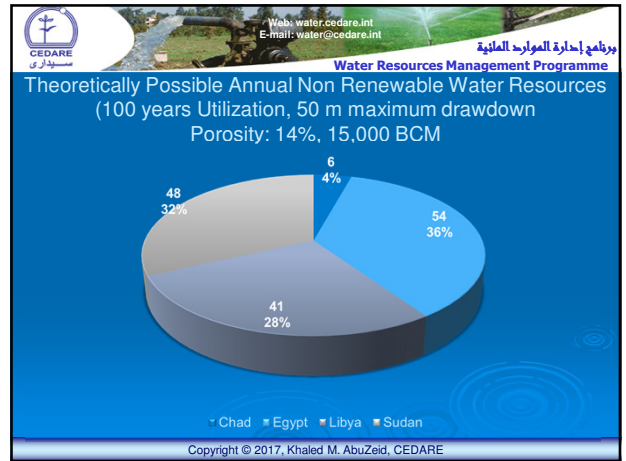 Web: water.cedare.int
E-mail: water@cedare.int
CEDARE
سيداري
برنامج إدارة الموارد المائية
Water Resources Management Programme
Theoretically Possible Annual Non Renewable Water Resources
(100 years Utilization, 50 m maximum drawdown
Porosity: 14%, 15,000 BCM
6
4%
48
32%
54
36%
41
28%
Chad Egypt Libya Sudan
Copyright © 2017, Khaled M. AbuZeid, CEDARE